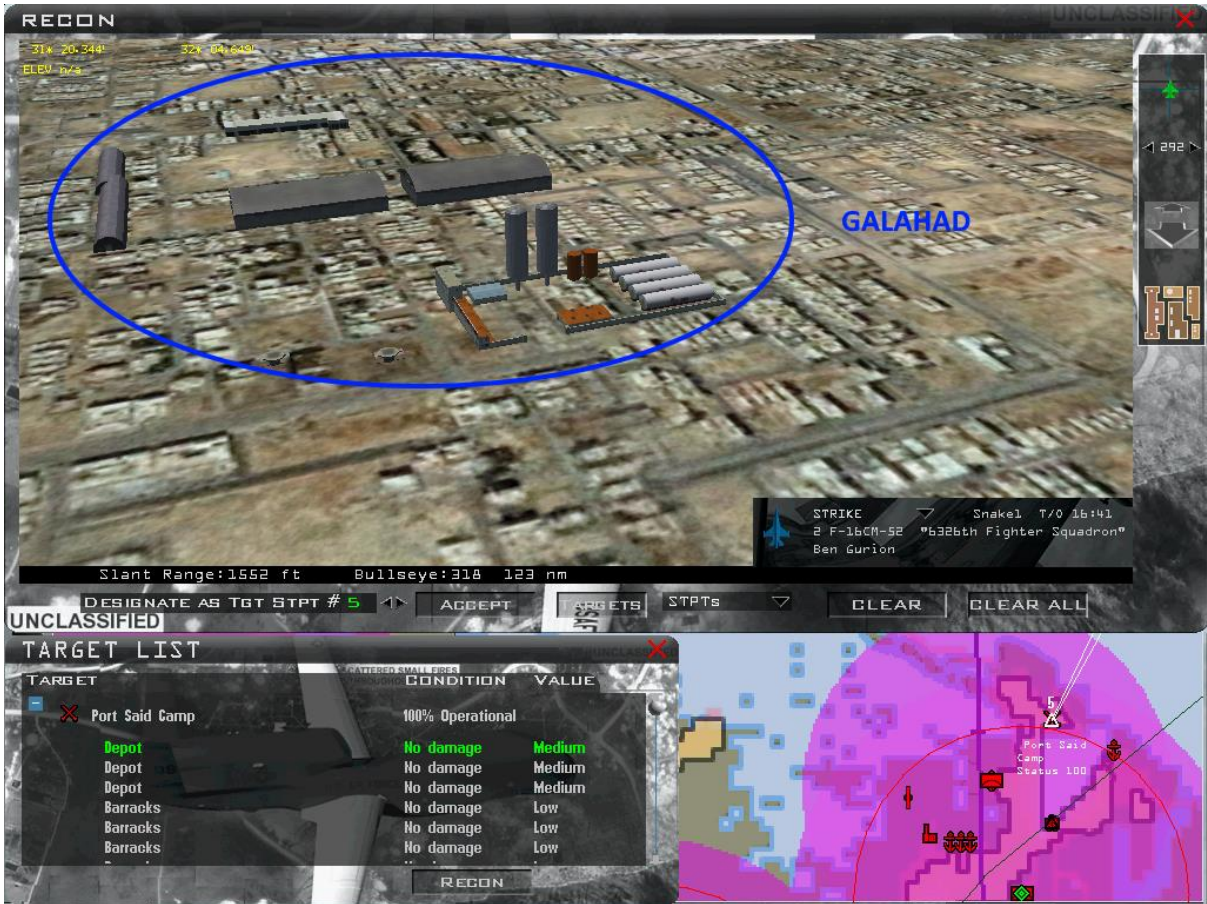 RECON
UNCLASSIFIED
31* 20.344' 32* 04.649'
ELEV n/a
292
GALAHAD
STRIKE Snake1 T/O 16:41
2 F-16CM-52 "6326th Fighter Squadron"
Ben Gurion
Slant Range:1552 ft Bullseye:318 123 nm
DESIGNATE AS TGT STPT # 5 ACCEPT TARGETS STPTs CLEAR CLEAR ALL
UNCLASSIFIED
TARGET LIST
SCATTERED SMALL FIRES
TARGET CONDITION VALUE
Port Said Camp 100% Operational
Depot No damage Medium
Depot No damage Medium
Depot No damage Medium
Barracks No damage Low
Barracks No damage Low
Barracks No damage Low
RECON
5
Port Said
Camp
Status 100